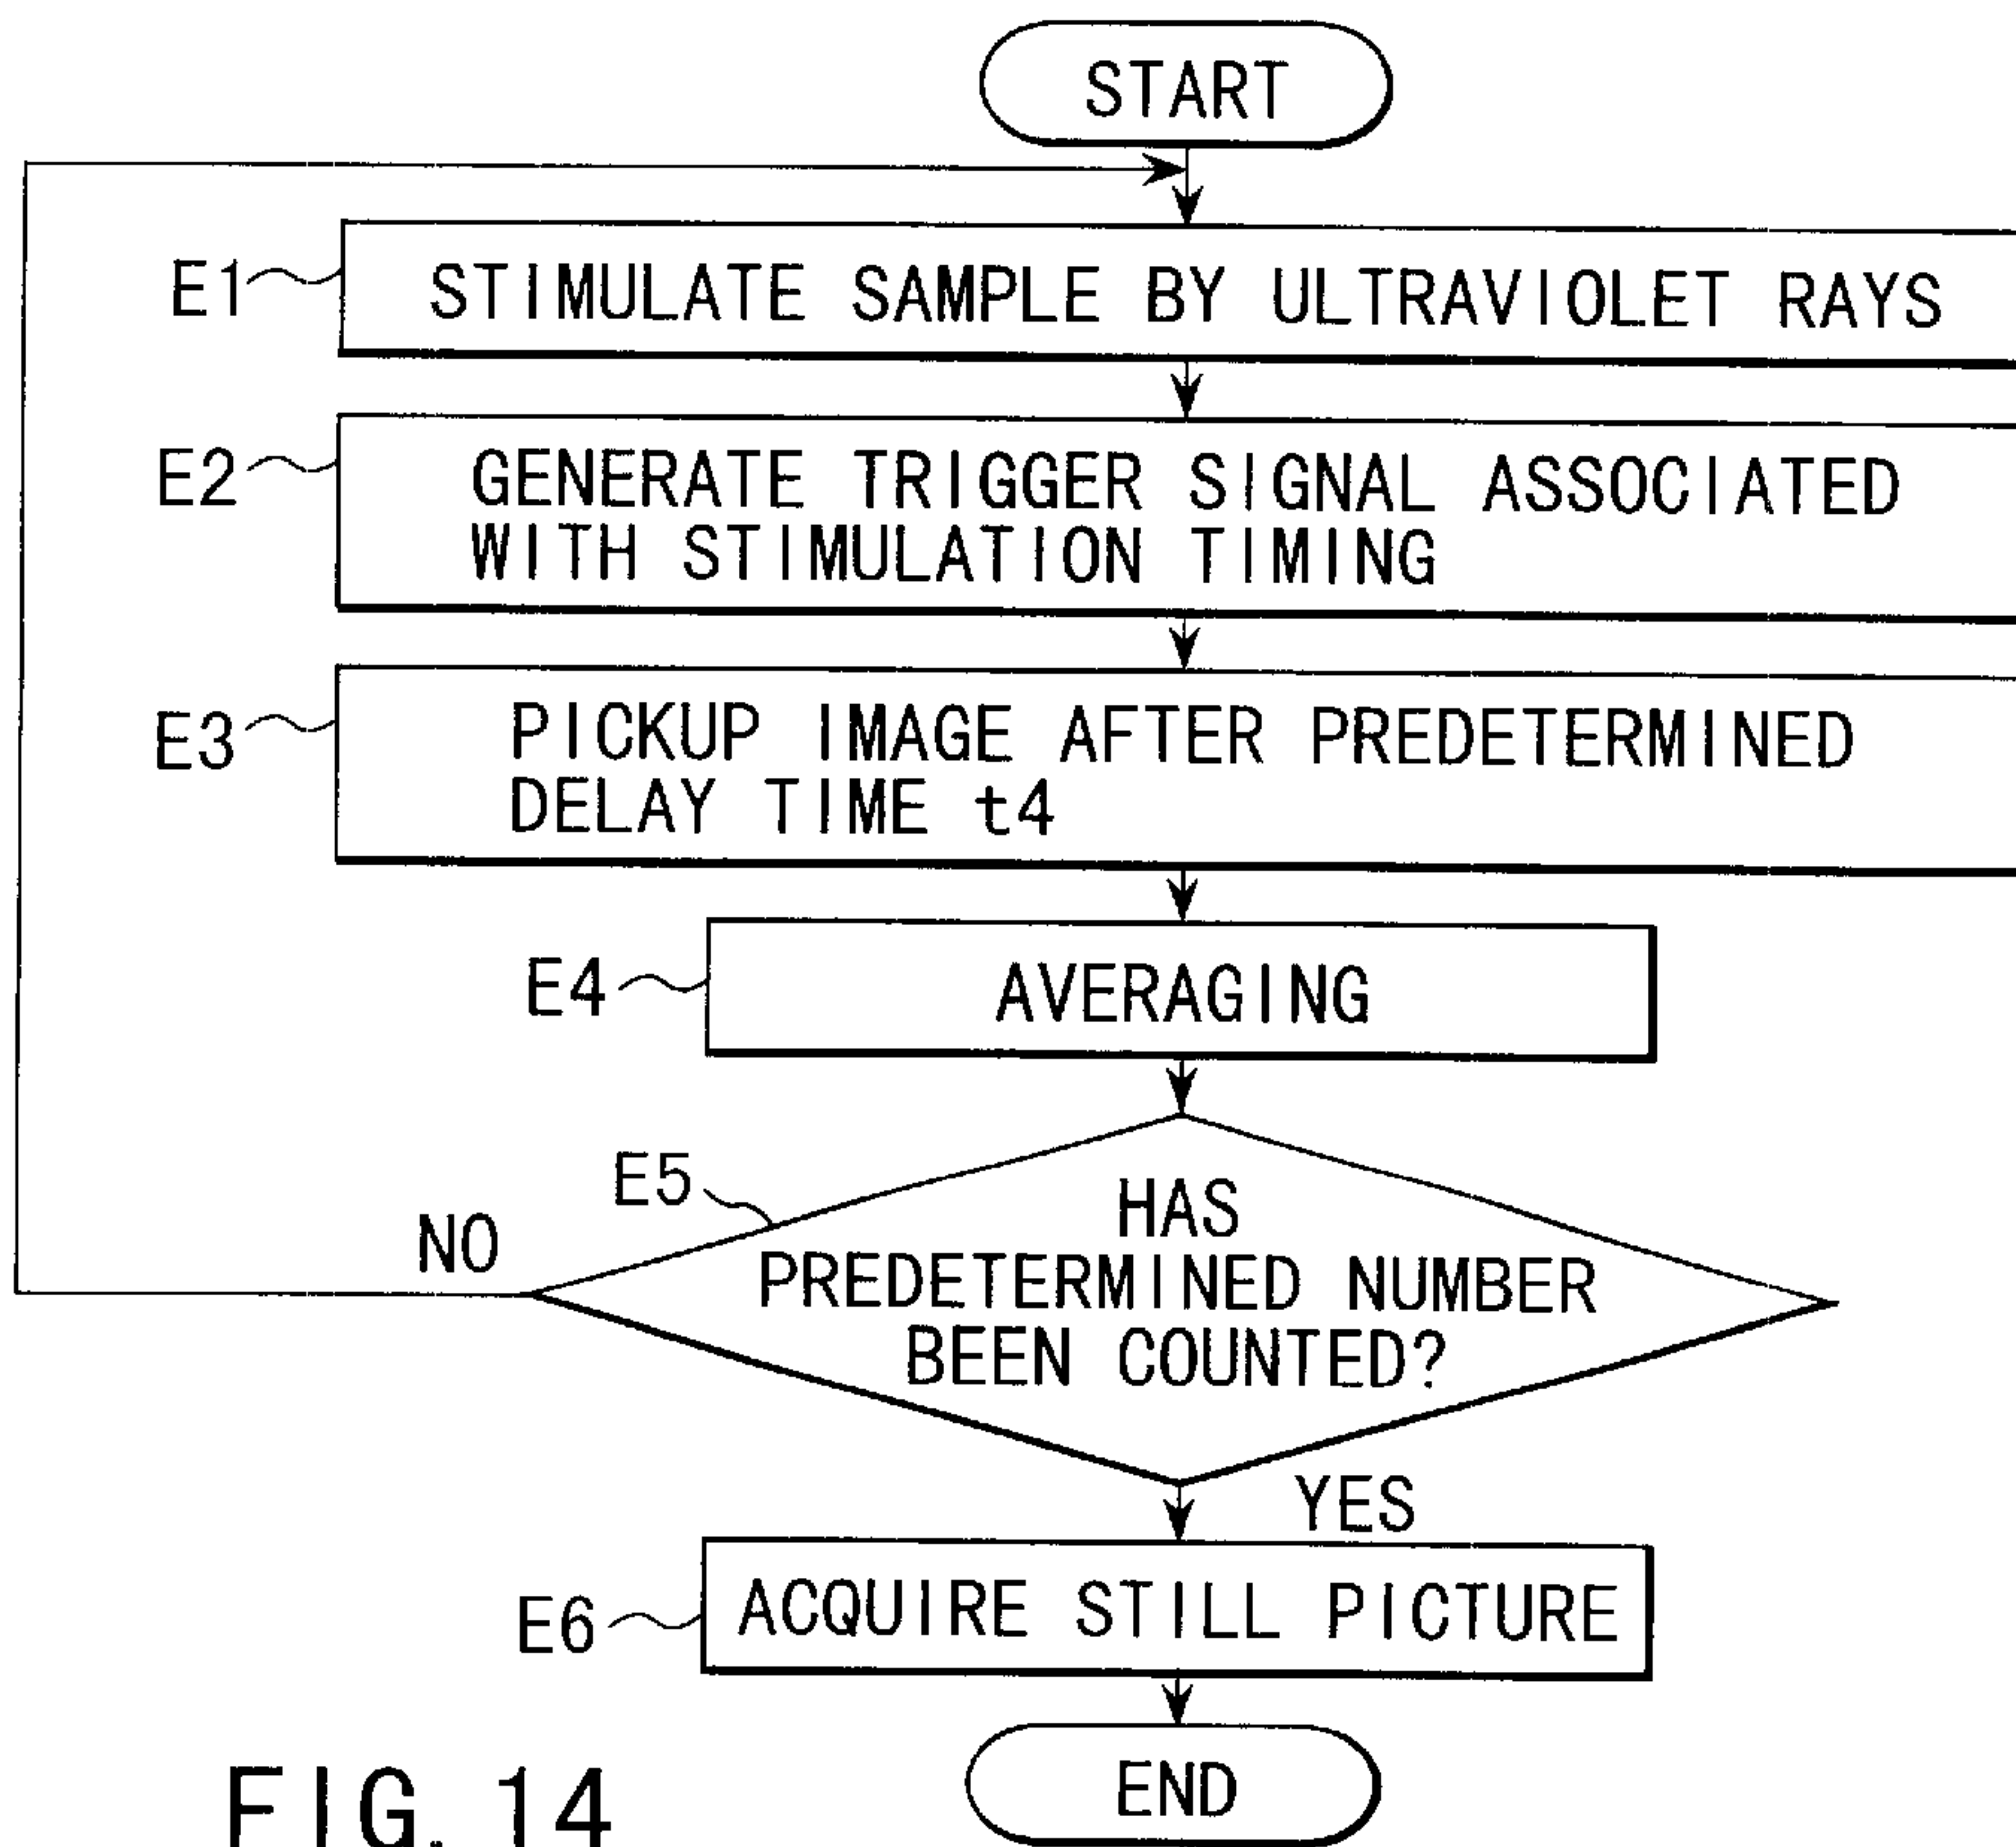 START
E1
STIMULATE SAMPLE BY ULTRAVIOLET RAYS
E2
GENERATE TRIGGER SIGNAL ASSOCIATED
WITH STIMULATION TIMING
E3
PICKUP IMAGE AFTER PREDETERMINED
DELAY TIME t4
E4
AVERAGING
E5
HAS
PREDETERMINED NUMBER
BEEN COUNTED?
NO
YES
E6
ACQUIRE STILL PICTURE
END
FIG. 14